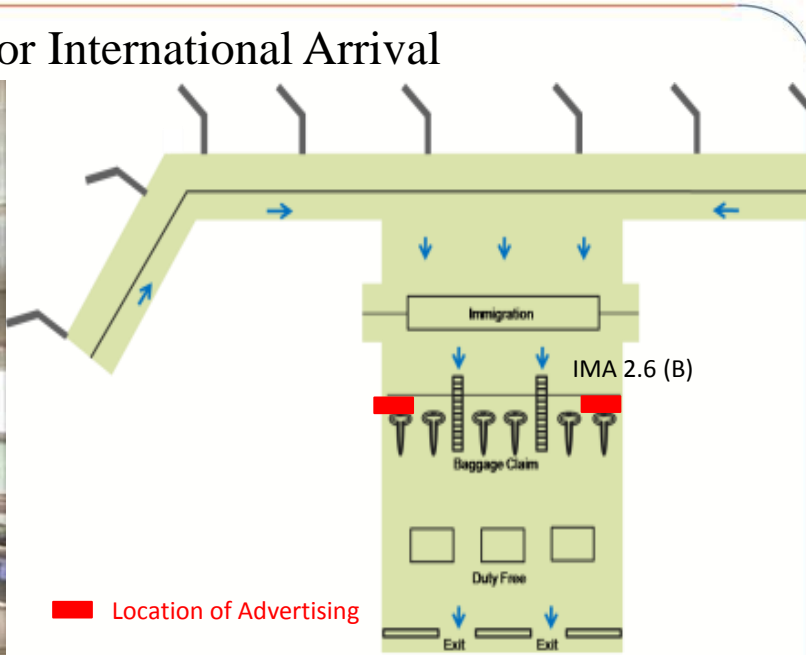 or International Arrival
Immigration
IMA 2.6 (B)
Baggage Claim
Duty Free
Location of Advertising
Exit
Exit